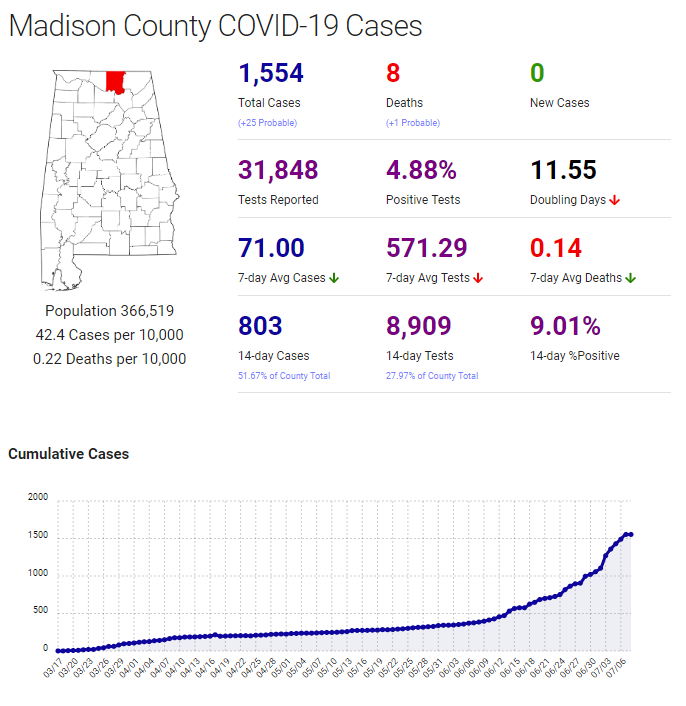 Madison County COVID-19 Cases
1,554 8 0
Total Cases Deaths New Cases
(+25 Probable) (+1 Probable)
31,848 4.88% 11.55
Tests Reported Positive Tests Doubling Days
71.00 571.29 0.14
7-day Avg Cases 7-day Avg Tests 7-day Avg Deaths
803 8,909 9.01%
14-day Cases 14-day Tests 14-day %Positive
51.67% of County Total 27.97% of County Total
Population 366,519
42.4 Cases per 10,000
0.22 Deaths per 10,000
Cumulative Cases
2000
1500
1000
500
0
03/17 03/20 03/23 03/26 03/29 04/01 04/04 04/07 04/10 04/13 04/16 04/19 04/22 04/25 04/28 05/01 05/04 05/07 05/10 05/13 05/16 05/19 05/22 05/25 05/28 05/31 06/03 06/06 06/09 06/12 06/15 06/18 06/21 06/24 06/27 06/30 07/03 07/06